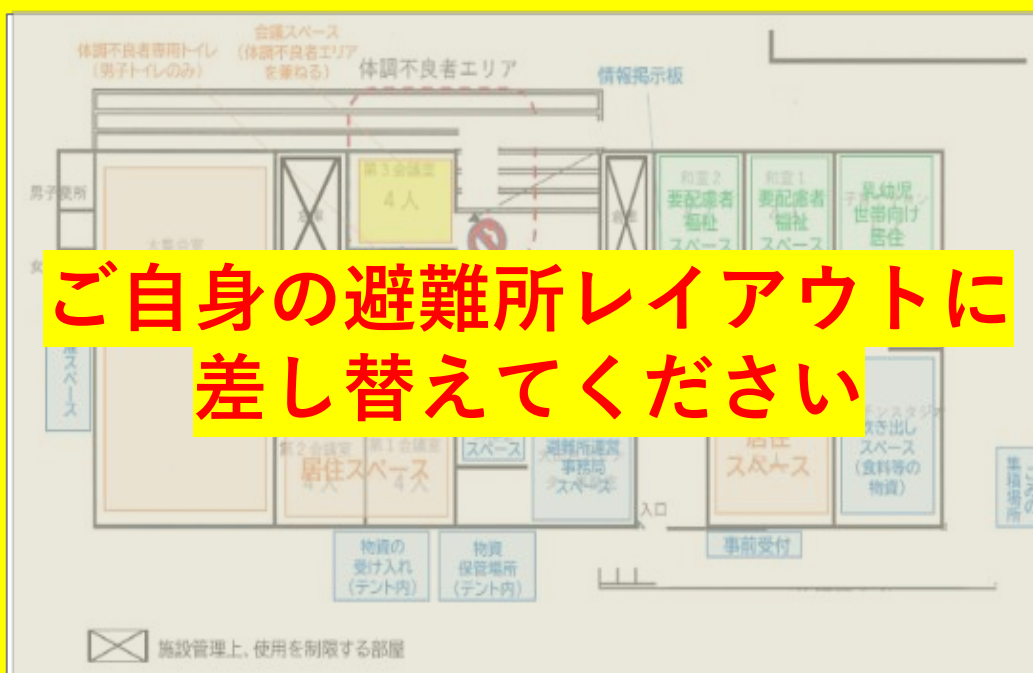 体調不良者専用トイレ
（男子トイレのみ）
会議スペース
（体調不良者エリア
を兼ねる）
体調不良者エリア
情報掲示板
男子便所
第3会議室
4人
和室2
要配慮者
福祉
スペース
和室1
要配慮者
福祉
スペース
乳幼児
世帯向け
居住
女
ご自身の避難所レイアウトに
差し替えてください
スペース
第2会議室
4人
第1会議室
4人
居住スペース
スペース
避難所運営
事務局
スペース
居住
スペース
炊き出し
スペース
（食料等の
物資）
集積場所
入口
事前受付
物資の
受け入れ
（テント内）
物資
保管場所
（テント内）
施設管理上、使用を制限する部屋